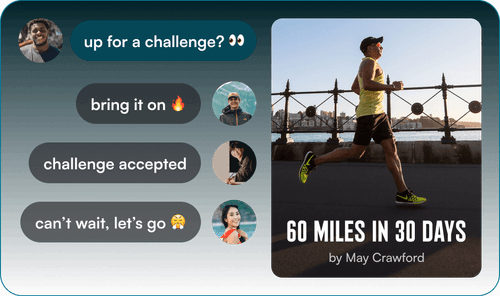 up for a challenge? 👀
bring it on 🔥
challenge accepted
can't wait, let's go 😤
60 MILES IN 30 DAYS
by May Crawford